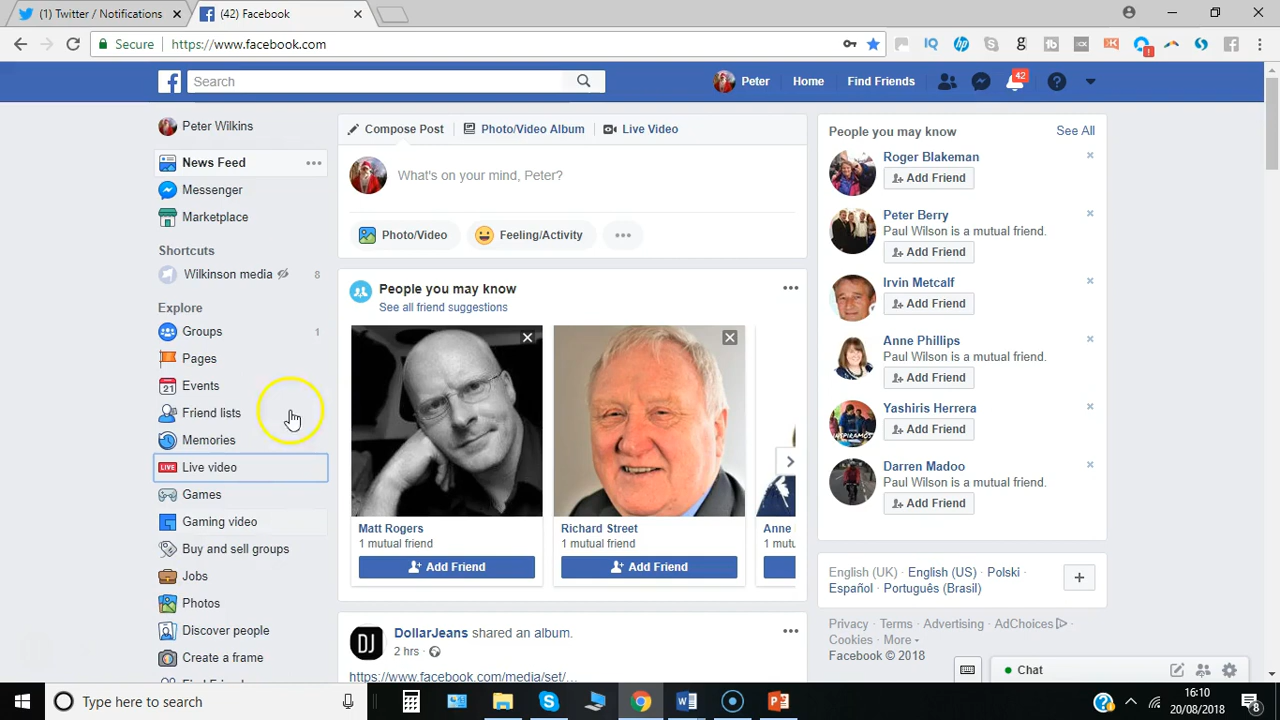 (1) Twitter / Notifications
(42) Facebook
Secure
https://www.facebook.com
Search
Peter
Home
Find Friends
42
Peter Wilkins
News Feed
Messenger
Marketplace
Shortcuts
Wilkinson media
8
Explore
Groups
1
Pages
21
Events
Friend lists
Memories
LIVE
Live video
Games
Gaming video
Buy and sell groups
Jobs
Photos
Discover people
Create a frame
Compose Post
Photo/Video Album
Live Video
What's on your mind, Peter?
Photo/Video
Feeling/Activity
People you may know
See all friend suggestions
Matt Rogers
1 mutual friend
Add Friend
Richard Street
1 mutual friend
Add Friend
Anne
1 mutu
DJ
DollarJeans shared an album.
2 hrs
https://www.facebook.com/media/set/...
People you may know
See All
Roger Blakeman
Add Friend
Peter Berry
Paul Wilson is a mutual friend.
Add Friend
Irvin Metcalf
Add Friend
Anne Phillips
Paul Wilson is a mutual friend.
Add Friend
Yashiris Herrera
Add Friend
Darren Madoo
Paul Wilson is a mutual friend.
Add Friend
English (UK) · English (US) · Polski ·
Español · Português (Brasil)
Privacy · Terms · Advertising · AdChoices ·
Cookies · More
Facebook © 2018
Chat
Type here to search
16:10
20/08/2018
8